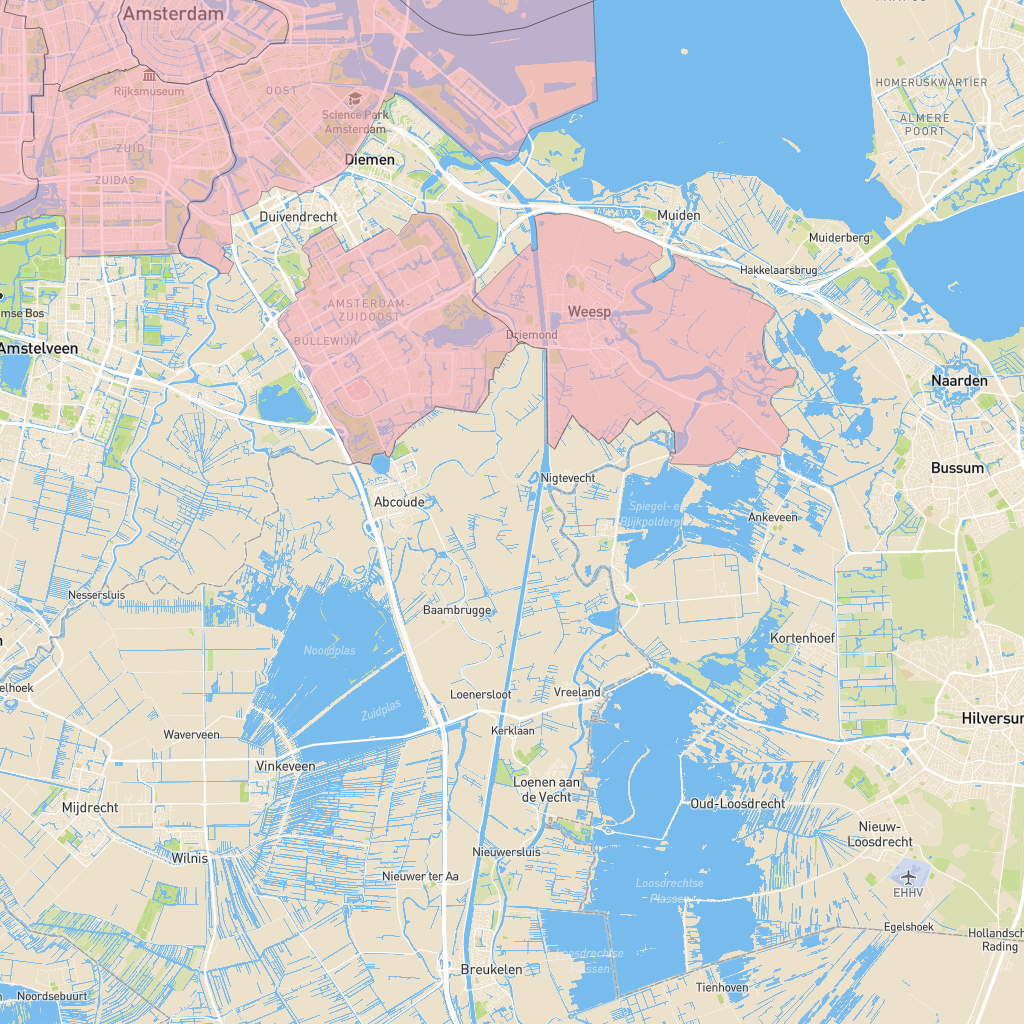 Amsterdam
Rijksmuseum
OOST
HOMERUSKWARTIER
Science Park
Amsterdam
ALMERE
POORT
ZUID
Diemen
ZUIDAS
Duivendrecht
Muiden
Muiderberg
Hakkelaarsbrug
AMSTERDAM-
ZUIDOOST
Weesp
mse Bos
Driemond
BULLEWIJK
Amstelveen
Naarden
Bussum
Nigtevecht
Abcoude
Spiegel- en
Blijkpolderplas
Ankeveen
Nessersluis
Baambrugge
Kortenhoef
Noordplas
elhoek
Loenersloot
Vreeland
Zuidplas
Hilversum
Waverveen
Kerklaan
Vinkeveen
Loenen aan
de Vecht
Mijdrecht
Oud-Loosdrecht
Nieuw-
Loosdrecht
Nieuwersluis
Wilnis
Nieuwer ter Aa
Loosdrechtse
Plassen
EHHV
Egelshoek
Hollandsch
Rading
Loosdrechtse
Plassen
Breukelen
Tienhoven
Noordsebuurt